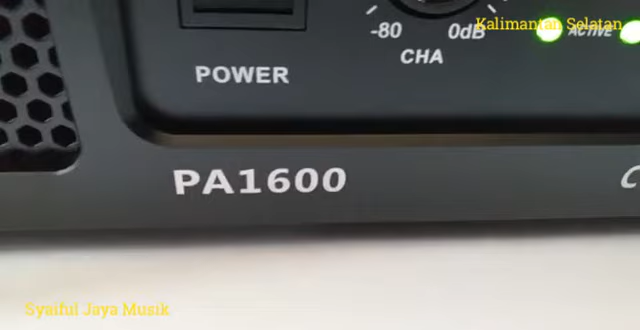 Kalimantan Selatan
-80 0dB ACTIVE
CHA
POWER
PA1600
Syaiful Jaya Musik